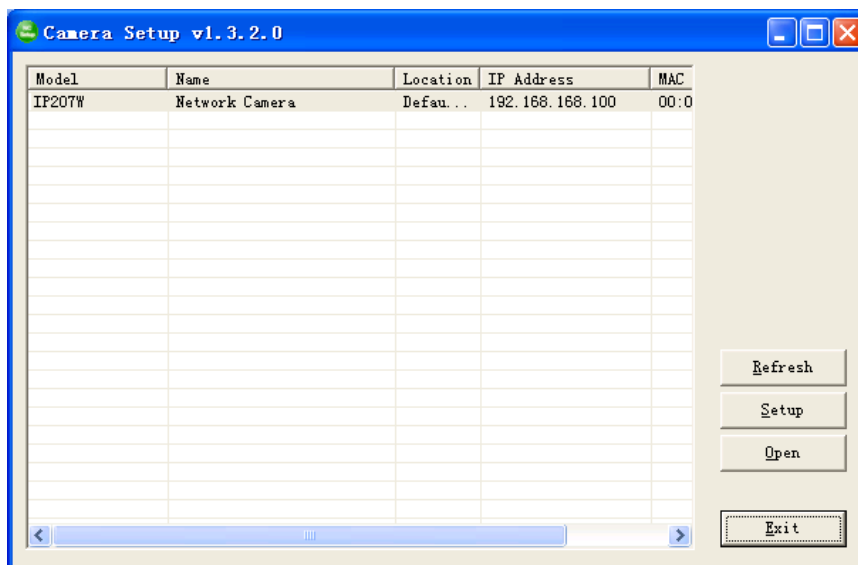 Camera Setup v1.3.2.0
Model Name Location IP Address MAC
IP207W Network Camera Defau... 192.168.168.100 00:0
Refresh
Setup
Open
Exit